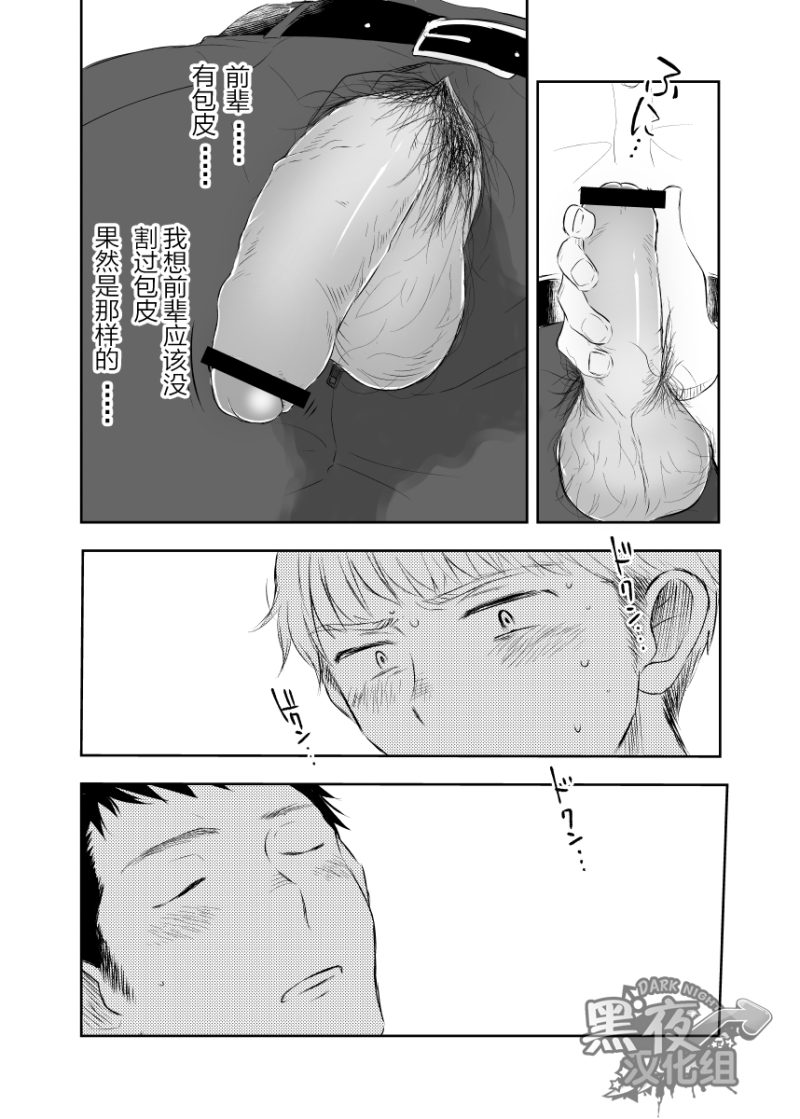 ふに…
前辈……
有包皮……
我想前辈应该没
割过包皮
果然是那样的……
ドクン…
ドクン…
ドクン…
DARK NIGHT
黑夜
汉化组